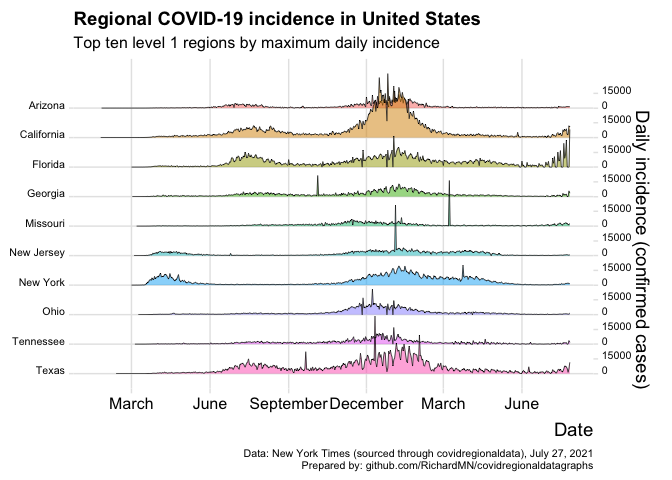 Regional COVID-19 incidence in United States
Top ten level 1 regions by maximum daily incidence
Arizona
15000
0
California
15000
0
Florida
15000
0
Georgia
15000
0
Missouri
15000
0
New Jersey
15000
0
New York
15000
0
Ohio
15000
0
Tennessee
15000
0
Texas
15000
0
Daily incidence (confirmed cases)
March June September December March June
Date
Data: New York Times (sourced through covidregionaldata), July 27, 2021
Prepared by: github.com/RichardMN/covidregionaldatagraphs